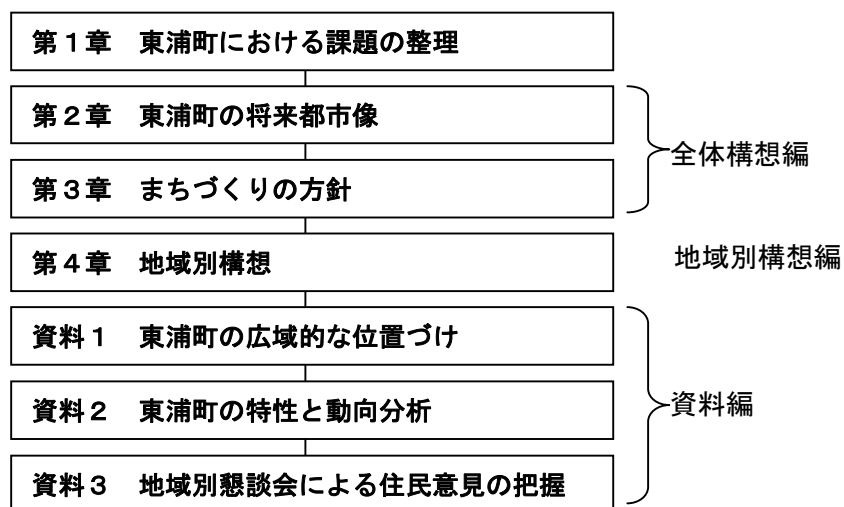 第１章　東浦町における課題の整理
第２章　東浦町の将来都市像
第３章　まちづくりの方針
全体構想編
第４章　地域別構想
地域別構想編
資料１　東浦町の広域的な位置づけ
資料２　東浦町の特性と動向分析
資料３　地域別懇談会による住民意見の把握
資料編